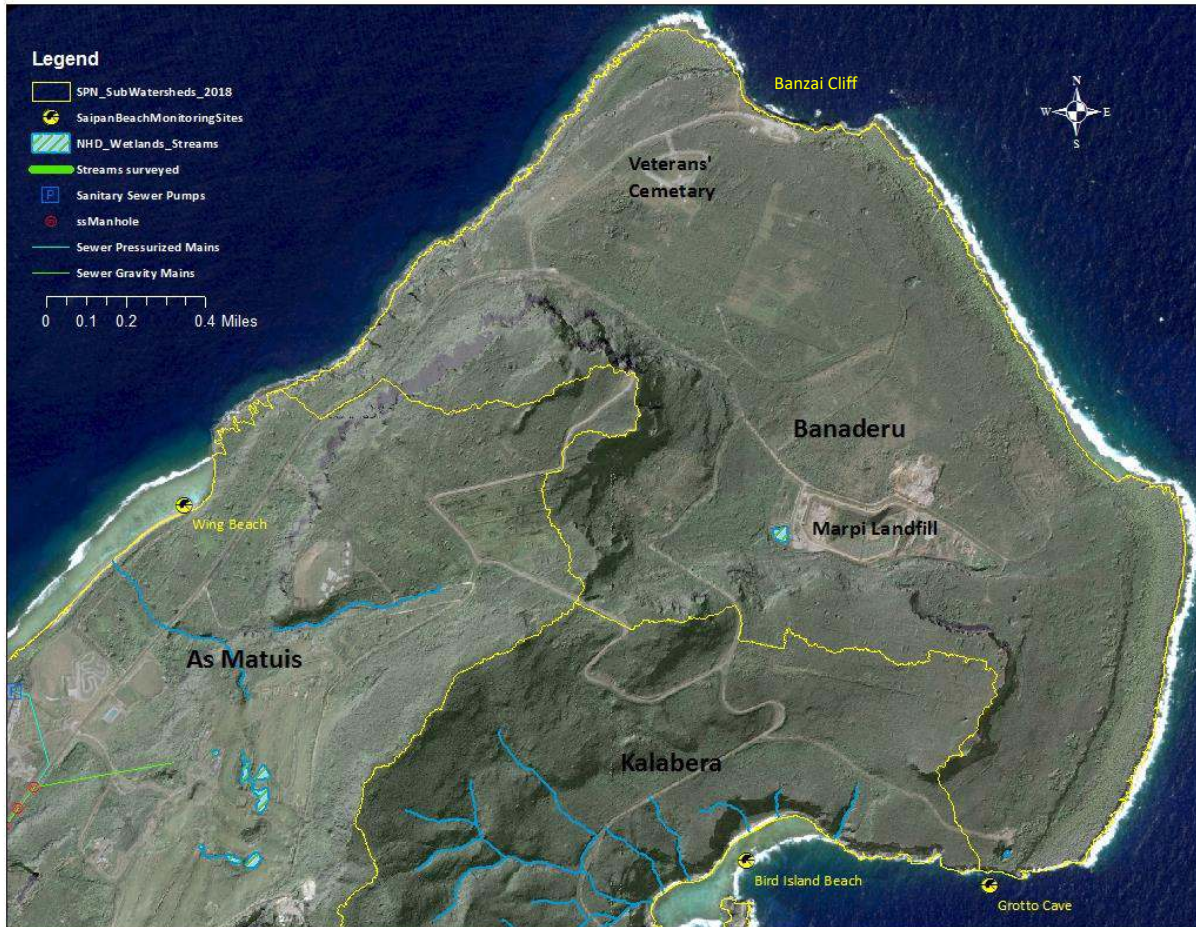 Legend
SPN_SubWatersheds_2018
SaipanBeachMonitoringSites
NHD_Wetlands_Streams
Streams surveyed
P
Sanitary Sewer Pumps
ssManhole
Sewer Pressurized Mains
Sewer Gravity Mains
0 0.1 0.2 0.4 Miles
Banzai Cliff
N
W E
S
Veterans'
Cemetary
Banaderu
Wing Beach
Marpi Landfill
As Matuis
Kalabera
Bird Island Beach
Grotto Cave